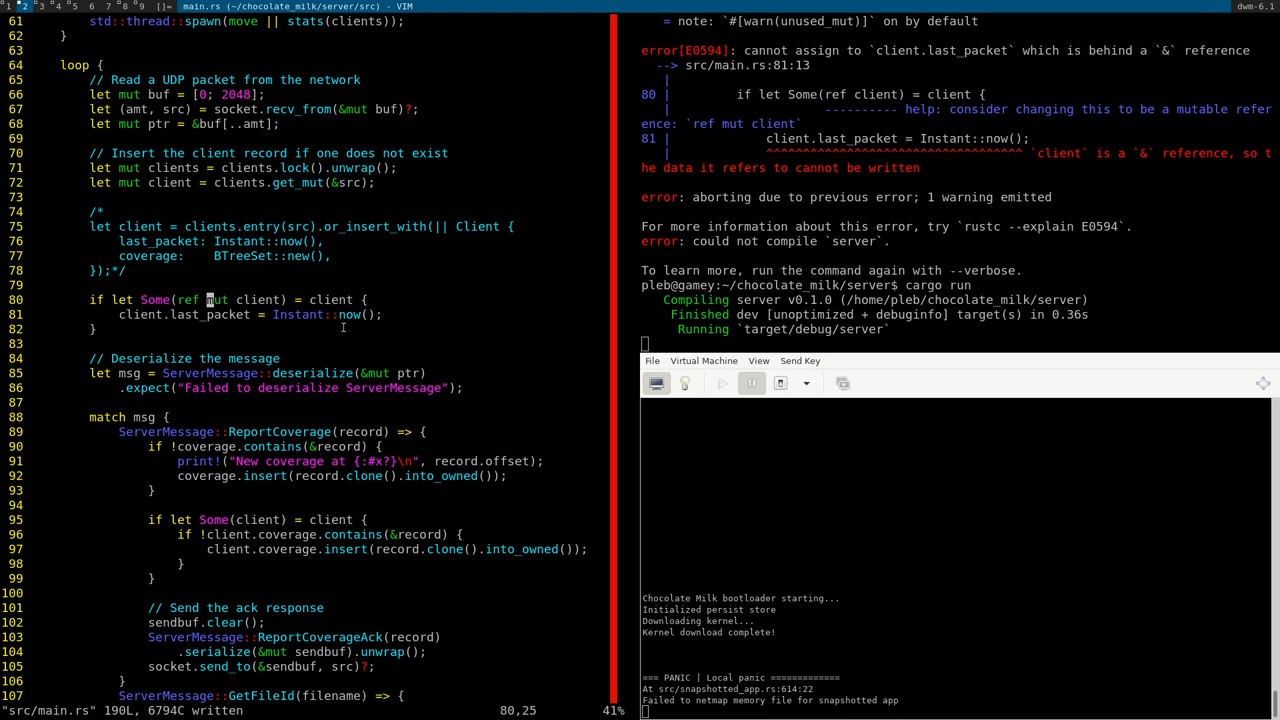 1 2 3 4 5 6 7 8 9 []= main.rs (~/chocolate_milk/server/src) - VIM dwm-6.1
61 std::thread::spawn(move || stats(clients));
62 }
63
64 loop {
65 // Read a UDP packet from the network
66 let mut buf = [0; 2048];
67 let (amt, src) = socket.recv_from(&mut buf)?;
68 let mut ptr = &buf[..amt];
69
70 // Insert the client record if one does not exist
71 let mut clients = clients.lock().unwrap();
72 let mut client = clients.get_mut(&src);
73
74 /*
75 let client = clients.entry(src).or_insert_with(|| Client {
76 last_packet: Instant::now(),
77 coverage: BTreeSet::new(),
78 });*/
79
80 if let Some(ref mut client) = client {
81 client.last_packet = Instant::now();
82 }
83
84 // Deserialize the message
85 let msg = ServerMessage::deserialize(&mut ptr)
86 .expect("Failed to deserialize ServerMessage");
87
88 match msg {
89 ServerMessage::ReportCoverage(record) => {
90 if !coverage.contains(&record) {
91 print!("New coverage at {:#x?}\n", record.offset);
92 coverage.insert(record.clone().into_owned());
93 }
94
95 if let Some(client) = client {
96 if !client.coverage.contains(&record) {
97 client.coverage.insert(record.clone().into_owned());
98 }
99 }
100
101 // Send the ack response
102 sendbuf.clear();
103 ServerMessage::ReportCoverageAck(record)
104 .serialize(&mut sendbuf).unwrap();
105 socket.send_to(&sendbuf, src)?;
106 }
107 ServerMessage::GetFileId(filename) => {
"src/main.rs" 190L, 6794C written 80,25 41%
= note: `#[warn(unused_mut)]` on by default
error[E0594]: cannot assign to `client.last_packet` which is behind a `&` reference
--> src/main.rs:81:13
|
80 | if let Some(ref client) = client {
| ---------- help: consider changing this to be a mutable refer
ence: `ref mut client`
81 | client.last_packet = Instant::now();
| ^^^^^^^^^^^^^^^^^^^^^^^^^^^^^^^^^^^ `client` is a `&` reference, so t
he data it refers to cannot be written
error: aborting due to previous error; 1 warning emitted
For more information about this error, try `rustc --explain E0594`.
error: could not compile `server`.
To learn more, run the command again with --verbose.
pleb@gamey:~/chocolate_milk/server$ cargo run
Compiling server v0.1.0 (/home/pleb/chocolate_milk/server)
Finished dev [unoptimized + debuginfo] target(s) in 0.36s
Running `target/debug/server`
File Virtual Machine View Send Key
Chocolate Milk bootloader starting...
Initialized persist store
Downloading kernel...
Kernel download complete!
=== PANIC | Local panic =============
At src/snapshotted_app.rs:614:22
Failed to netmap memory file for snapshotted app